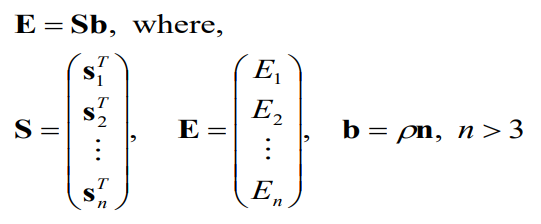 E = Sb, where,
S = ( s₁ᵀ s₂ᵀ ⋮ sₙᵀ ), E = ( E₁ E₂ ⋮ Eₙ ), b = ρn, n > 3